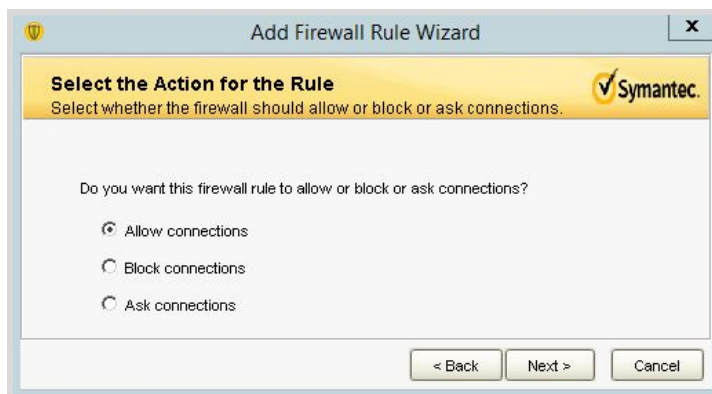 Add Firewall Rule Wizard
x
Select the Action for the Rule
Select whether the firewall should allow or block or ask connections.
Symantec.
Do you want this firewall rule to allow or block or ask connections?
Allow connections
Block connections
Ask connections
< Back
Next >
Cancel